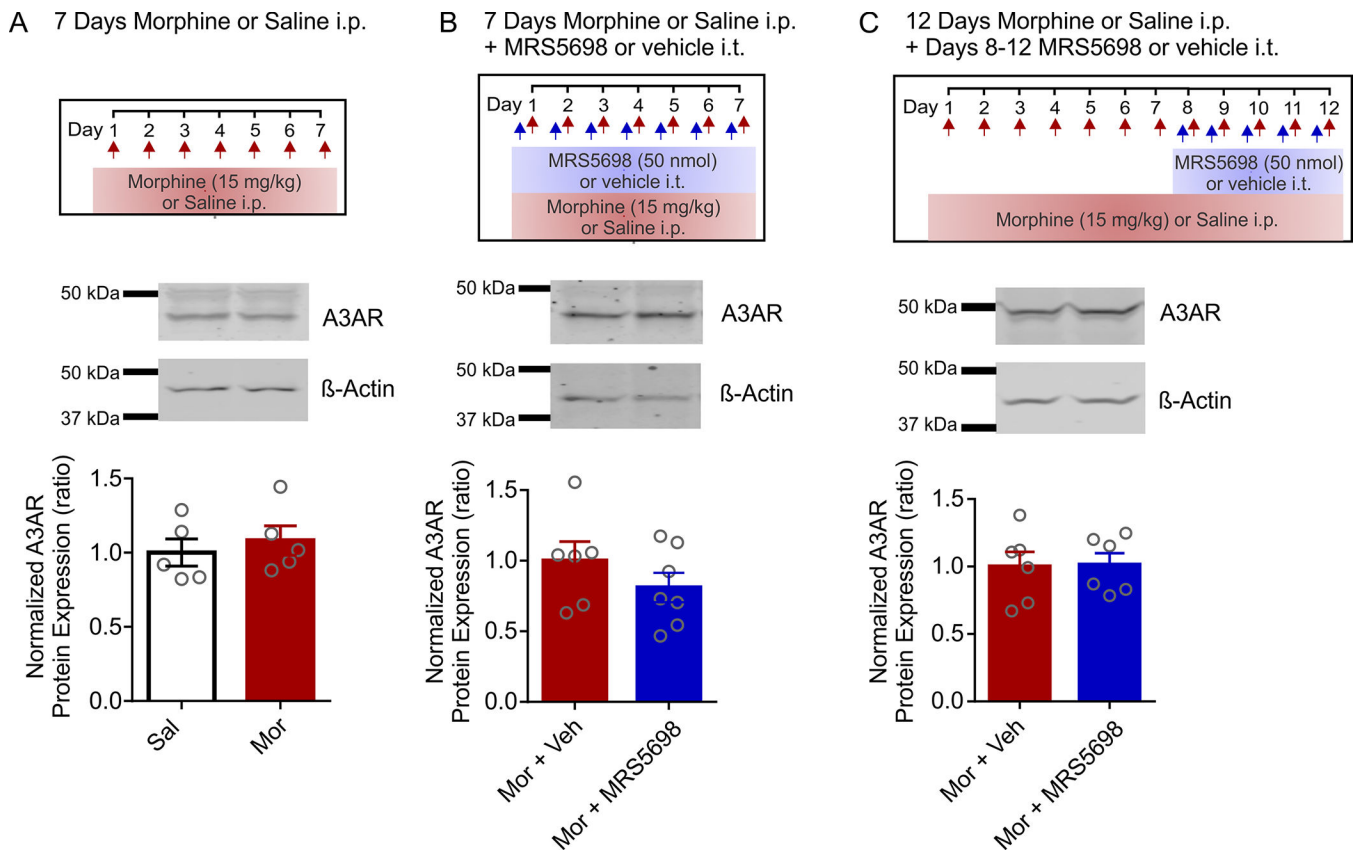 A
7 Days Morphine or Saline i.p.
Day 1 2 3 4 5 6 7
Morphine (15 mg/kg)
or Saline i.p.
50 kDa
A3AR
50 kDa
ß-Actin
37 kDa
Normalized A3AR
Protein Expression (ratio)
1.5
1.0
0.5
0.0
Sal
Mor
B
7 Days Morphine or Saline i.p.
+ MRS5698 or vehicle i.t.
Day 1 2 3 4 5 6 7
MRS5698 (50 nmol)
or vehicle i.t.
Morphine (15 mg/kg)
or Saline i.p.
50 kDa
A3AR
50 kDa
ß-Actin
37 kDa
Normalized A3AR
Protein Expression (ratio)
1.5
1.0
0.5
0.0
Mor + Veh
Mor + MRS5698
C
12 Days Morphine or Saline i.p.
+ Days 8-12 MRS5698 or vehicle i.t.
Day 1 2 3 4 5 6 7 8 9 10 11 12
MRS5698 (50 nmol)
or vehicle i.t.
Morphine (15 mg/kg) or Saline i.p.
50 kDa
A3AR
50 kDa
ß-Actin
37 kDa
Normalized A3AR
Protein Expression (ratio)
1.5
1.0
0.5
0.0
Mor + Veh
Mor + MRS5698